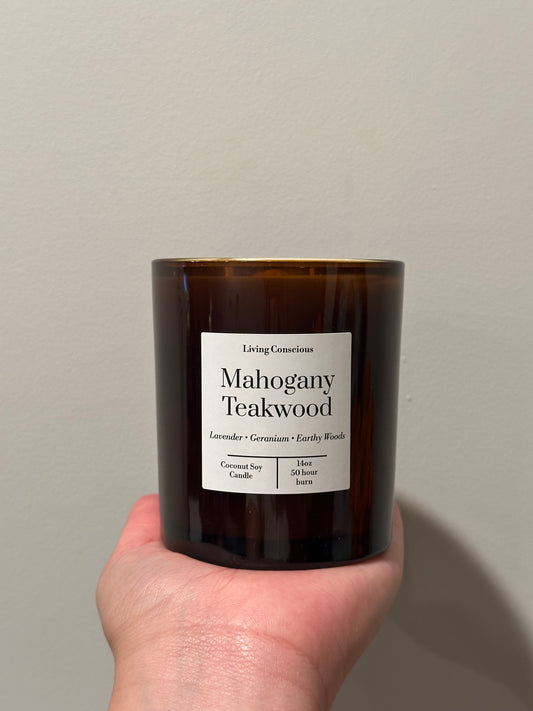 Living Conscious
Mahogany
Teakwood
Lavender • Geranium • Earthy Woods
Coconut Soy
Candle
14oz
50 hour
burn